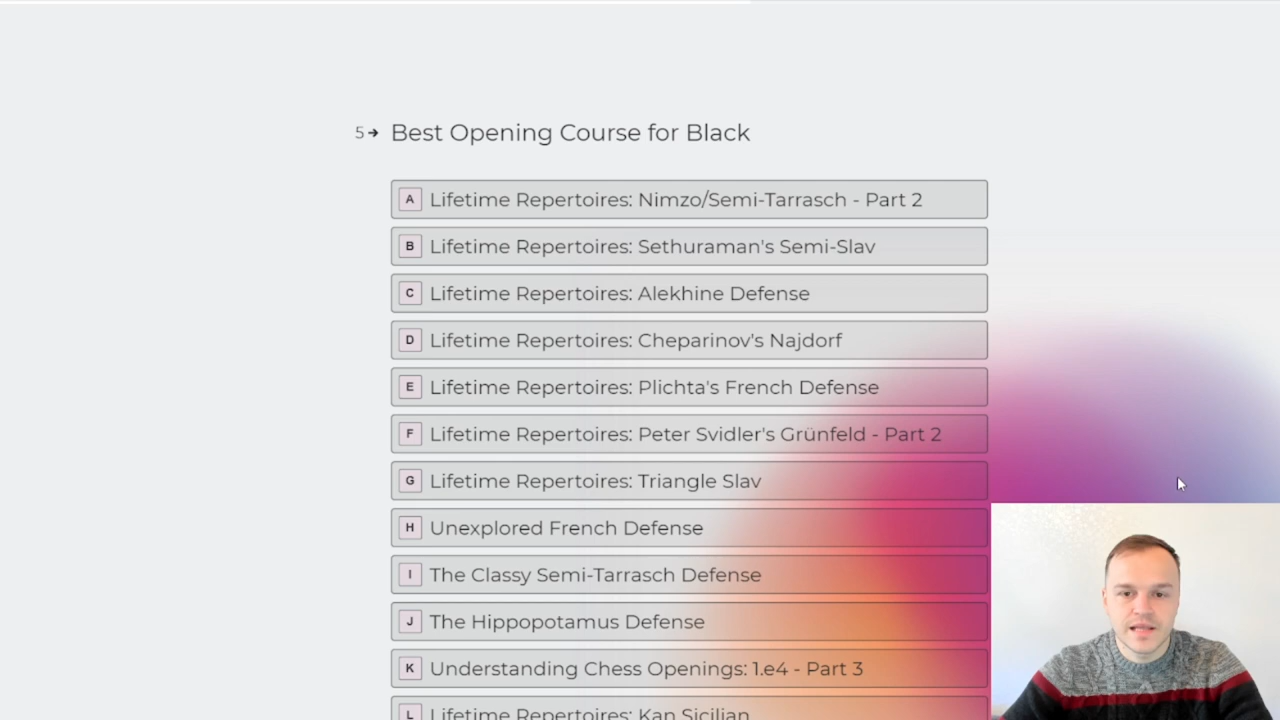 5→ Best Opening Course for Black
A Lifetime Repertoires: Nimzo/Semi-Tarrasch - Part 2
B Lifetime Repertoires: Sethuraman's Semi-Slav
C Lifetime Repertoires: Alekhine Defense
D Lifetime Repertoires: Cheparinov's Najdorf
E Lifetime Repertoires: Plichta's French Defense
F Lifetime Repertoires: Peter Svidler's Grünfeld - Part 2
G Lifetime Repertoires: Triangle Slav
H Unexplored French Defense
I The Classy Semi-Tarrasch Defense
J The Hippopotamus Defense
K Understanding Chess Openings: 1.e4 - Part 3
L Lifetime Repertoires: Kan Sicilian